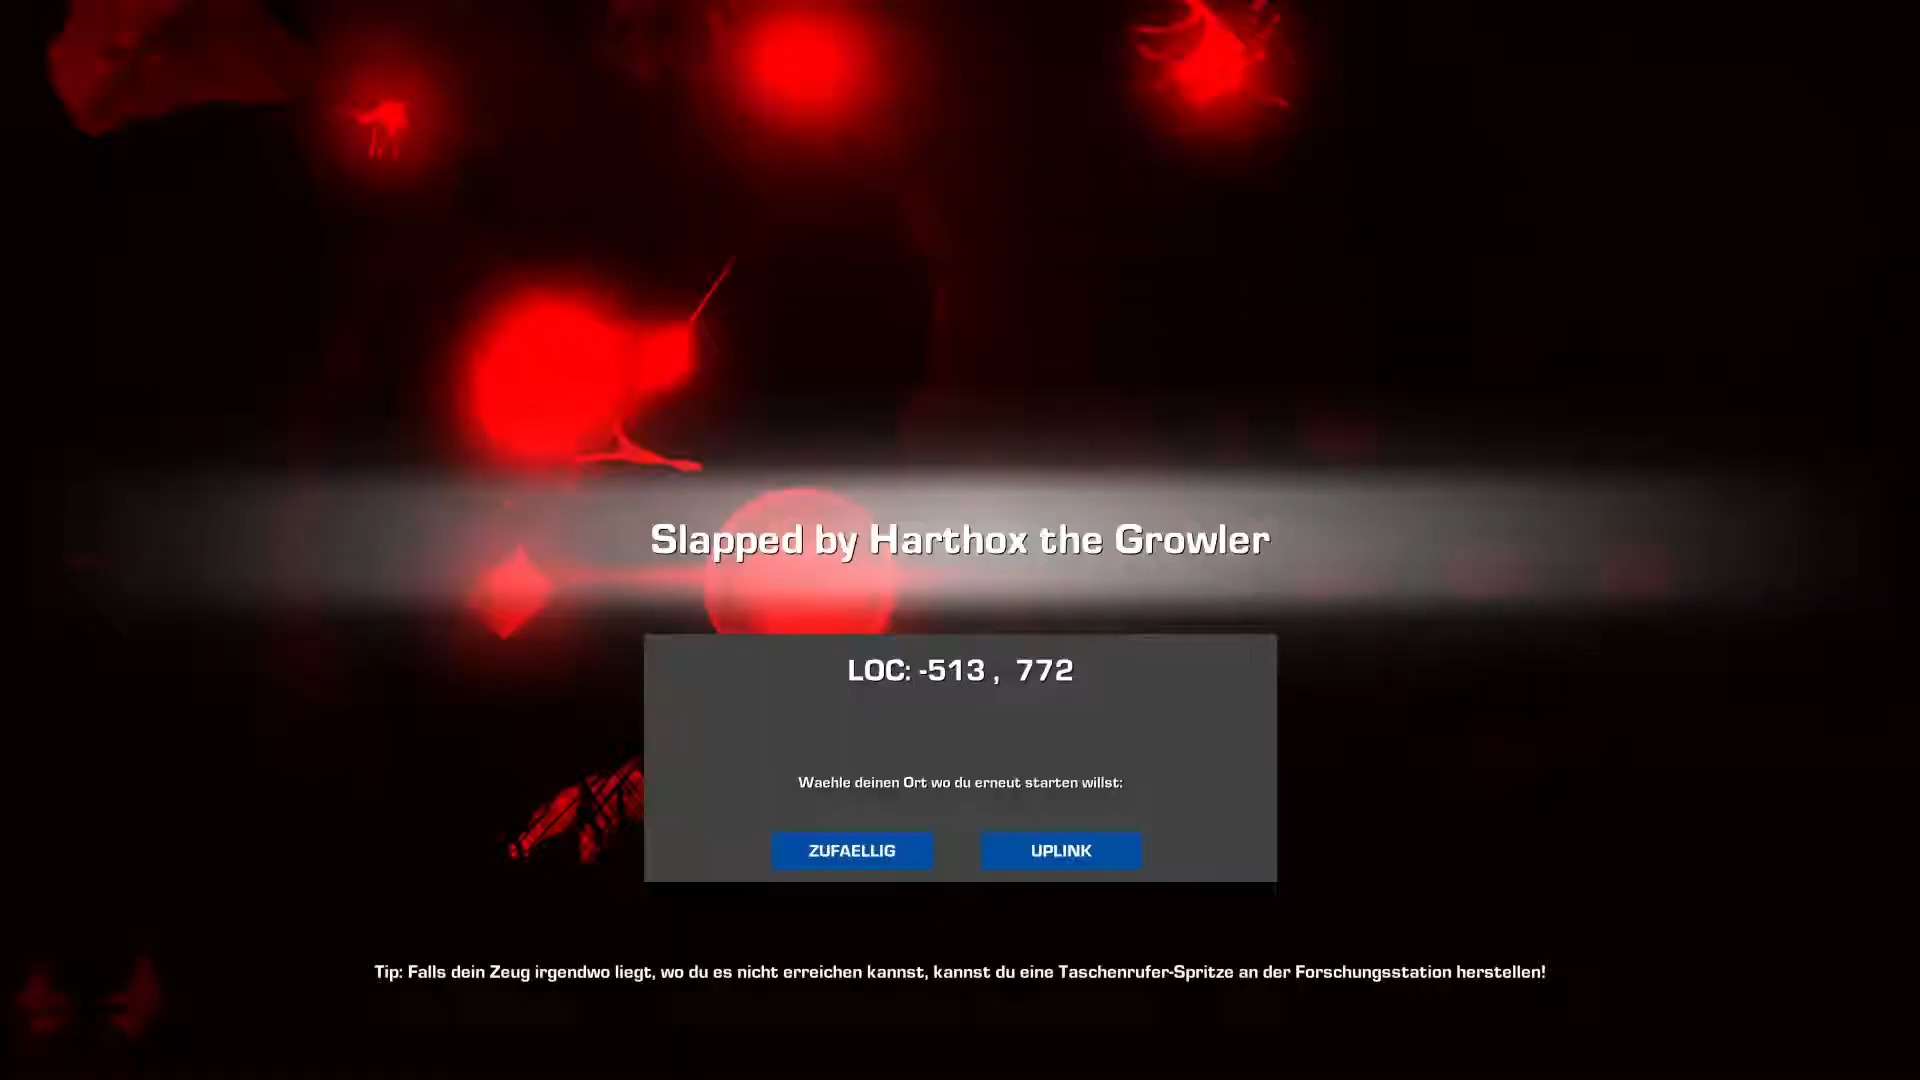 Slapped by Harthox the Growler
LOC: -513 ,  772
Waehle deinen Ort wo du erneut starten willst:
ZUFAELLIG
UPLINK
Tip: Falls dein Zeug irgendwo liegt, wo du es nicht erreichen kannst, kannst du eine Taschenrufer-Spritze an der Forschungsstation herstellen!